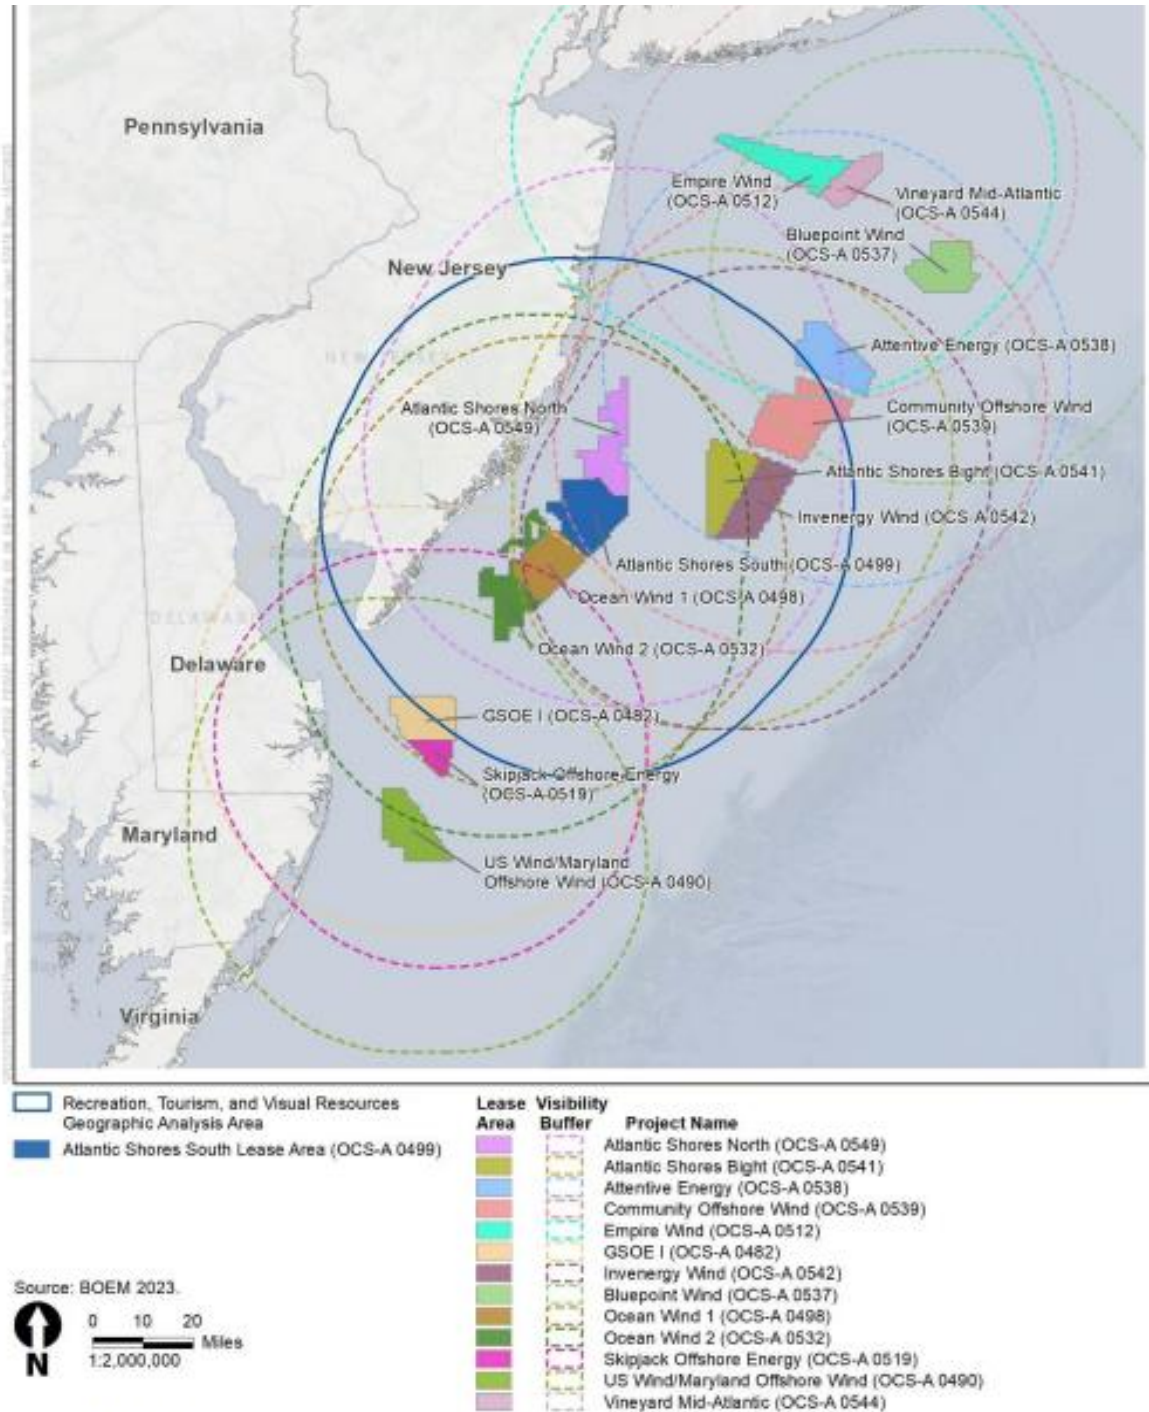 Pennsylvania
Empire Wind
(OCS-A 0512)
Vineyard Mid-Atlantic
(OCS-A 0544)
Bluepoint Wind
(OCS-A 0537)
New Jersey
Attentive Energy (OCS-A 0538)
Atlantic Shores North
(OCS-A 0549)
Community Offshore Wind
(OCS-A 0539)
Atlantic Shores Bight (OCS-A 0541)
Invenergy Wind (OCS-A 0542)
Atlantic Shores South (OCS-A 0499)
Ocean Wind 1 (OCS-A 0498)
DELAWARE
Ocean Wind 2 (OCS-A 0532)
Delaware
GSOE I (OCS-A 0482)
Skipjack Offshore Energy
(OCS-A 0519)
Maryland
US Wind/Maryland
Offshore Wind (OCS-A 0490)
Virginia
Recreation, Tourism, and Visual Resources
Geographic Analysis Area
Atlantic Shores South Lease Area (OCS-A 0499)
Lease Visibility
Area Buffer Project Name
Atlantic Shores North (OCS-A 0549)
Atlantic Shores Bight (OCS-A 0541)
Attentive Energy (OCS-A 0538)
Community Offshore Wind (OCS-A 0539)
Empire Wind (OCS-A 0512)
GSOE I (OCS-A 0482)
Invenergy Wind (OCS-A 0542)
Bluepoint Wind (OCS-A 0537)
Ocean Wind 1 (OCS-A 0498)
Ocean Wind 2 (OCS-A 0532)
Skipjack Offshore Energy (OCS-A 0519)
US Wind/Maryland Offshore Wind (OCS-A 0490)
Vineyard Mid-Atlantic (OCS-A 0544)
Source: BOEM 2023.
0 10 20
Miles
1:2,000,000
N